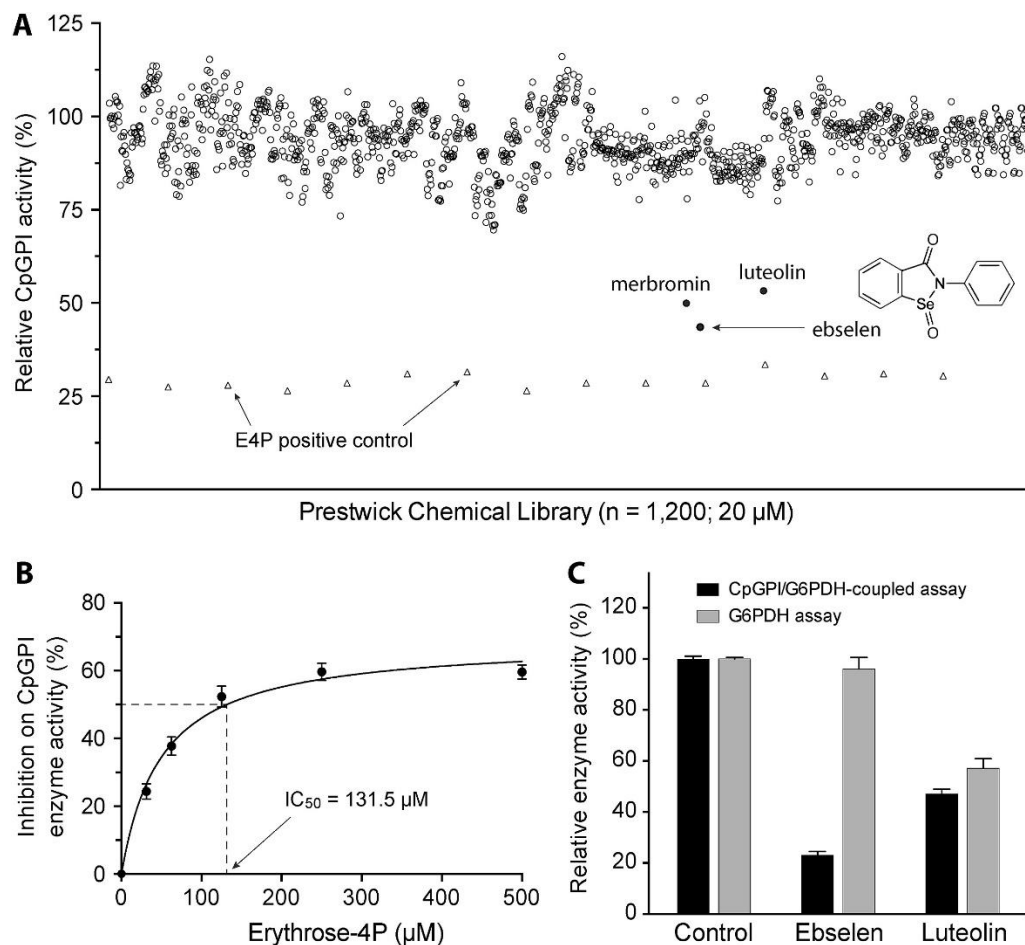 A
Relative CpGPI activity (%)
125
100
75
50
25
0
merbromin
luteolin
ebselen
O
N
Se
O
E4P positive control
Prestwick Chemical Library (n = 1,200; 20 µM)
B
Inhibition on CpGPI
enzyme activity (%)
80
60
40
20
0
IC50 = 131.5 µM
0 100 200 300 400 500
Erythrose-4P (µM)
C
Relative enzyme activity (%)
120
100
80
60
40
20
0
CpGPI/G6PDH-coupled assay
G6PDH assay
Control Ebselen Luteolin